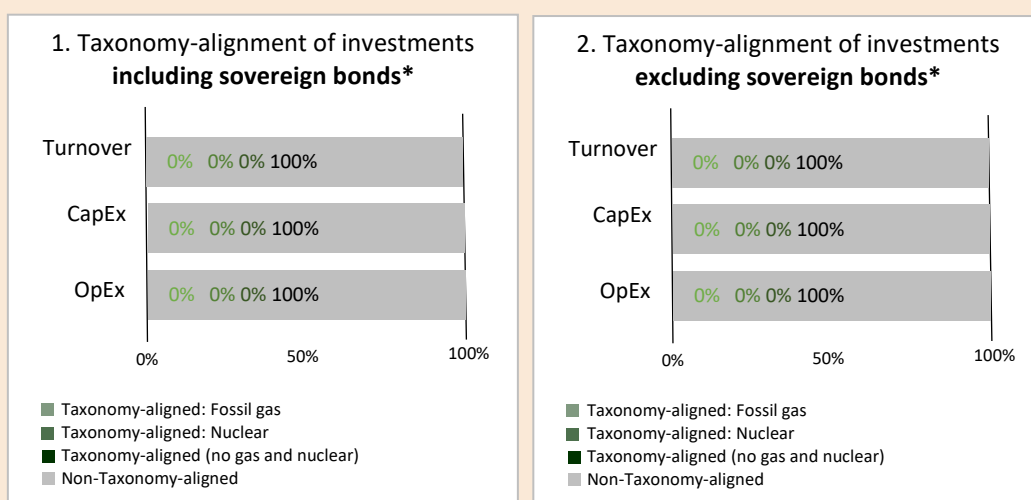 1. Taxonomy-alignment of investments
including sovereign bonds*
Turnover
0% 0% 0% 100%
CapEx
0% 0% 0% 100%
OpEx
0% 0% 0% 100%
0% 50% 100%
Taxonomy-aligned: Fossil gas
Taxonomy-aligned: Nuclear
Taxonomy-aligned (no gas and nuclear)
Non-Taxonomy-aligned
2. Taxonomy-alignment of investments
excluding sovereign bonds*
Turnover
0% 0% 0% 100%
CapEx
0% 0% 0% 100%
OpEx
0% 0% 0% 100%
0% 50% 100%
Taxonomy-aligned: Fossil gas
Taxonomy-aligned: Nuclear
Taxonomy-aligned (no gas and nuclear)
Non-Taxonomy-aligned